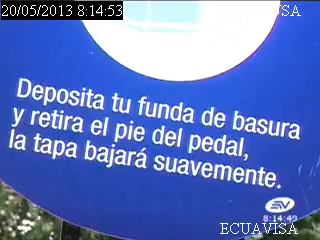 20/05/2013 8:14:53
ECUAVISA
Deposita tu funda de basura
y retira el pie del pedal,
la tapa bajará suavemente.
8:14:49
ECUAVISA